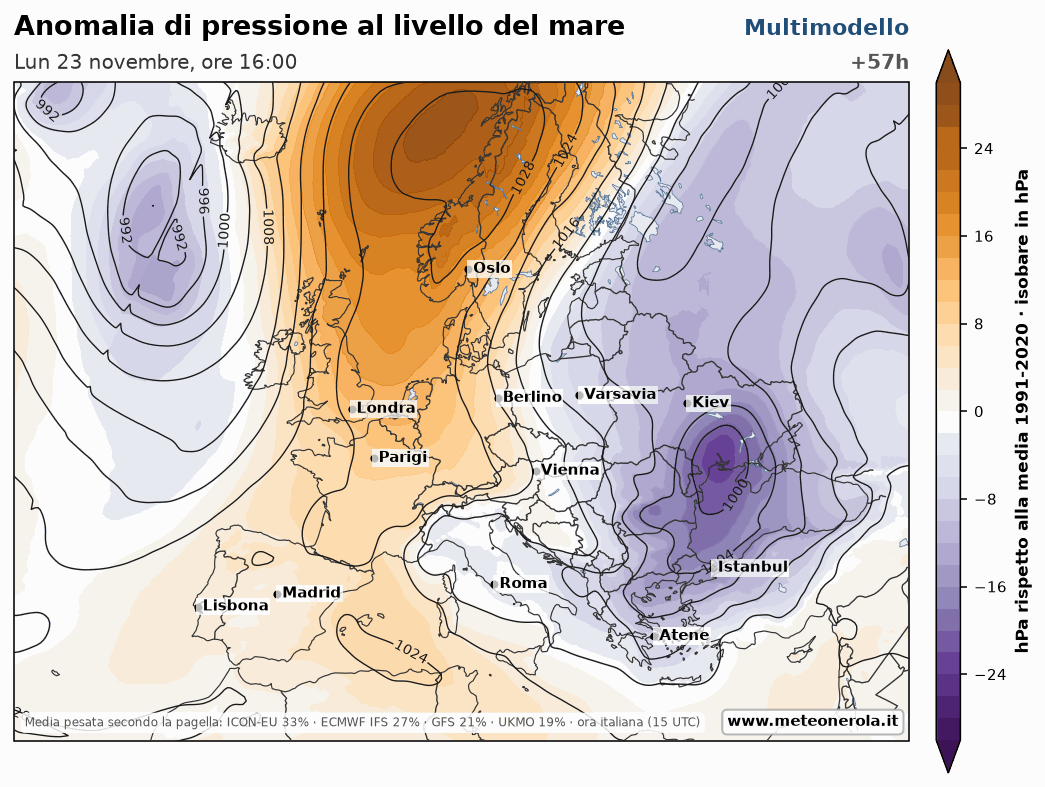 Anomalia di pressione al livello del mare
Multimodello
Lun 23 novembre, ore 16:00
+57h
992
996
992
992
1000
1008
1028
1024
1016
Oslo
Londra
Berlino
Varsavia
Kiev
Parigi
Vienna
1000
Istanbul
Roma
Madrid
Lisbona
Atene
1024
24
16
8
0
−8
−16
−24
hPa rispetto alla media 1991-2020 · isobare in hPa
Media pesata secondo la pagella: ICON-EU 33% · ECMWF IFS 27% · GFS 21% · UKMO 19% · ora italiana (15 UTC)
www.meteonerola.it